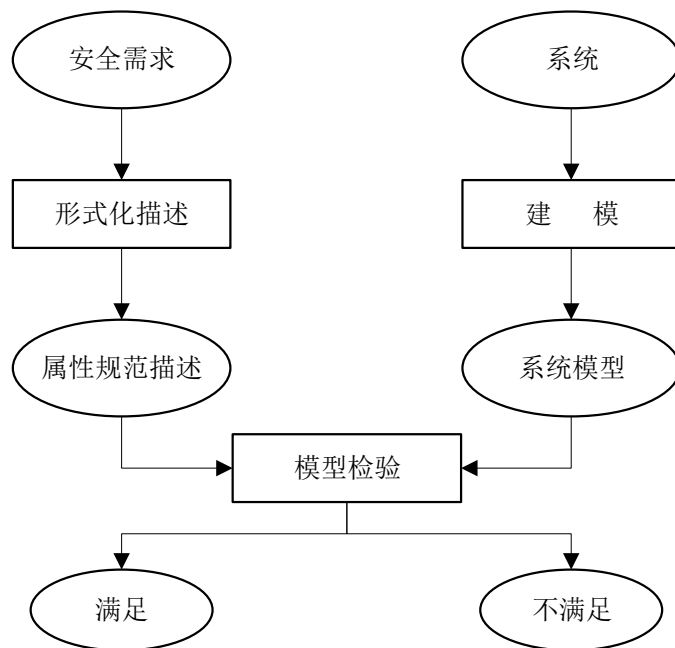 安全需求
系统
形式化描述
建 模
属性规范描述
系统模型
模型检验
满足
不满足